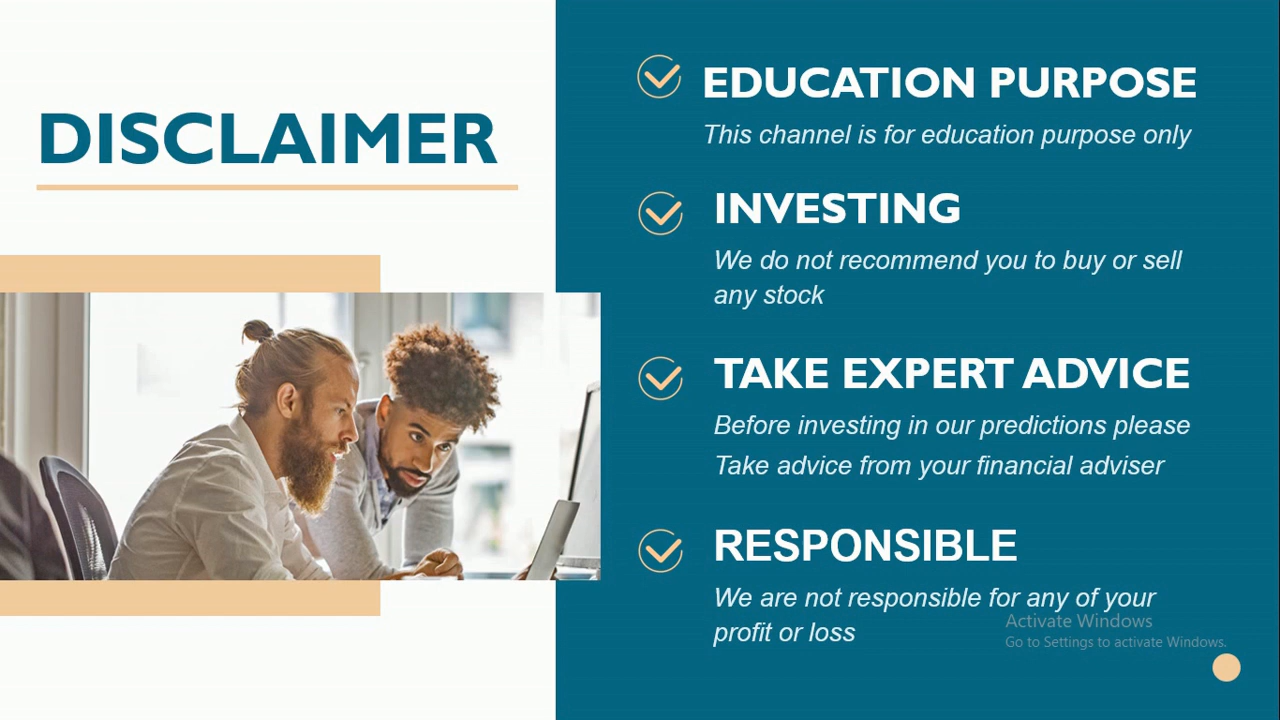 DISCLAIMER
EDUCATION PURPOSE
This channel is for education purpose only
INVESTING
We do not recommend you to buy or sell
any stock
TAKE EXPERT ADVICE
Before investing in our predictions please
Take advice from your financial adviser
RESPONSIBLE
We are not responsible for any of your
profit or loss
Activate Windows
Go to Settings to activate Windows.